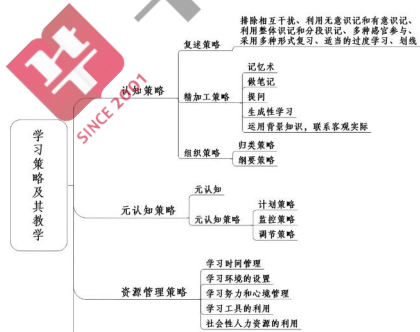 排除相互干扰、利用无意识记和有意识记、
利用整体识记和分段识记、多种感官参与、
采用多种形式复习、适当的过度学习、划线
复述策略
记忆术
做笔记
提问
生成性学习
运用背景知识，联系客观实际
精加工策略
认知策略
归类策略
纲要策略
组织策略
SINCE 2001
学习策略及其教学
元认知
元认知策略
计划策略
监控策略
调节策略
元认知策略
学习时间管理
学习环境的设置
学习努力和心境管理
学习工具的利用
社会性人力资源的利用
资源管理策略